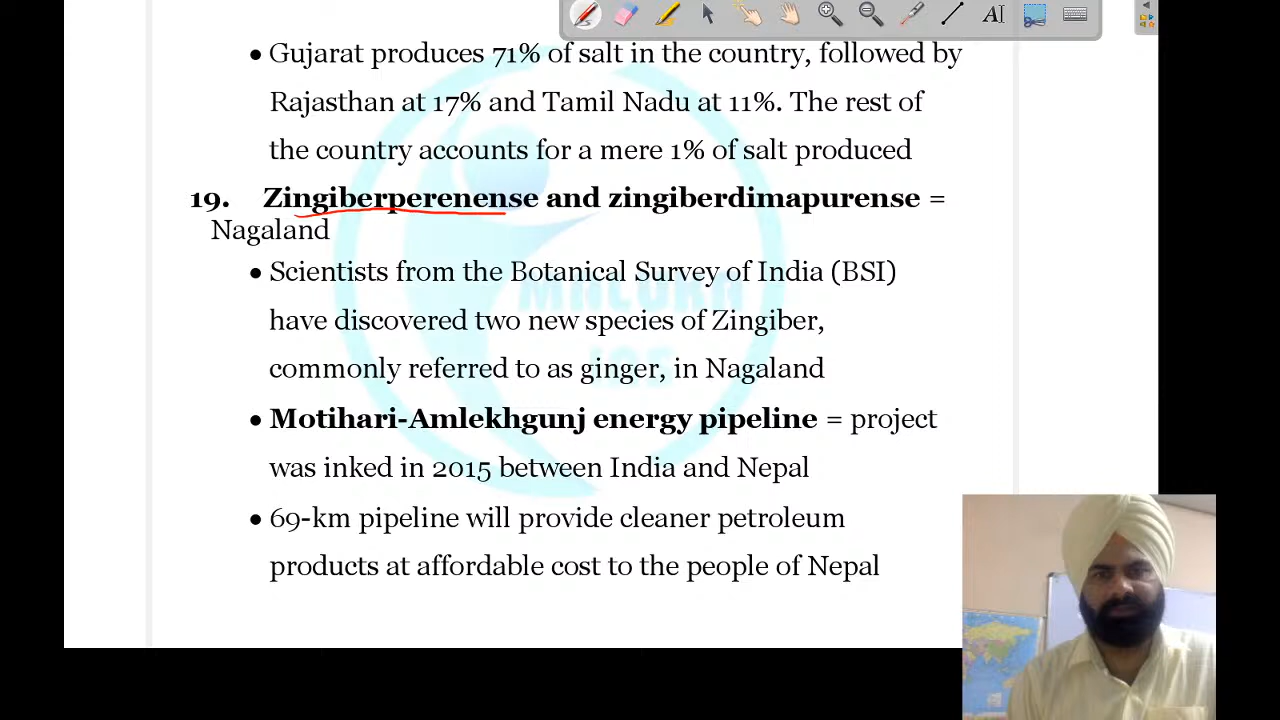 • Gujarat produces 71% of salt in the country, followed by
Rajasthan at 17% and Tamil Nadu at 11%. The rest of
the country accounts for a mere 1% of salt produced
19. Zingiberperenense and zingiberdimapurense =
Nagaland
• Scientists from the Botanical Survey of India (BSI)
have discovered two new species of Zingiber,
commonly referred to as ginger, in Nagaland
• Motihari-Amlekhgunj energy pipeline = project
was inked in 2015 between India and Nepal
• 69-km pipeline will provide cleaner petroleum
products at affordable cost to the people of Nepal